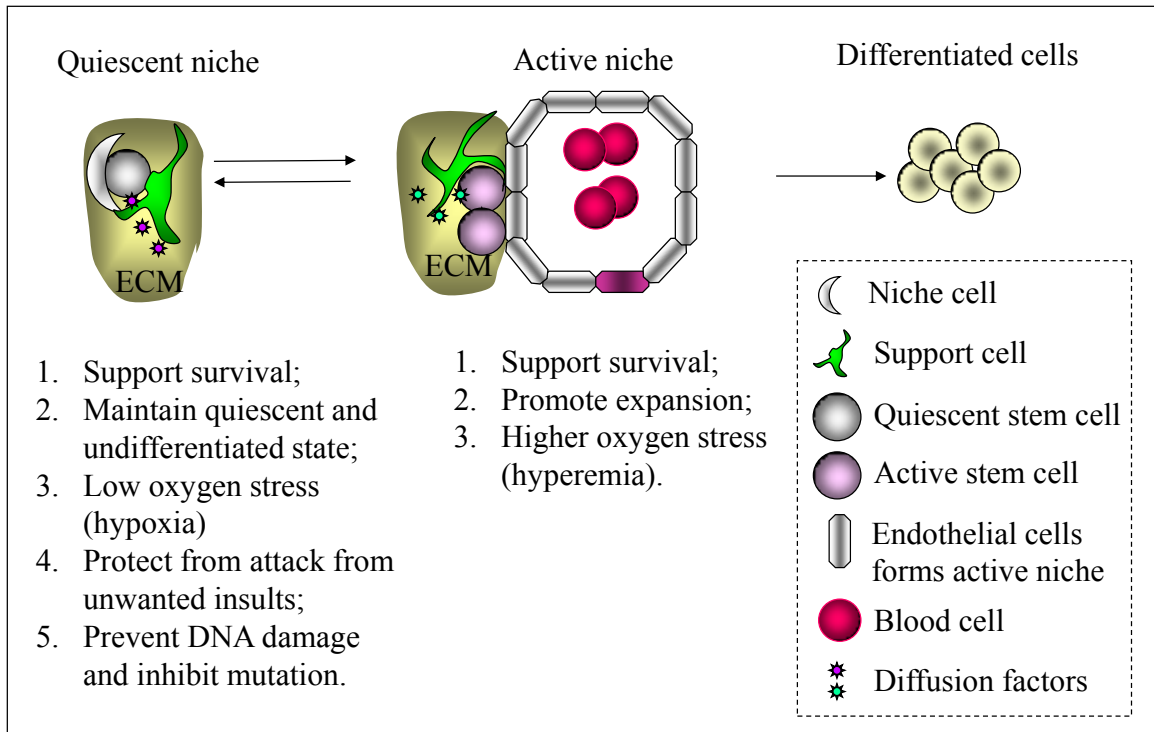 Quiescent niche
Active niche
Differentiated cells
ECM
ECM
1. Support survival;
2. Maintain quiescent and
undifferentiated state;
3. Low oxygen stress
(hypoxia)
4. Protect from attack from
unwanted insults;
5. Prevent DNA damage
and inhibit mutation.
1. Support survival;
2. Promote expansion;
3. Higher oxygen stress
(hyperemia).
Niche cell
Support cell
Quiescent stem cell
Active stem cell
Endothelial cells
forms active niche
Blood cell
Diffusion factors